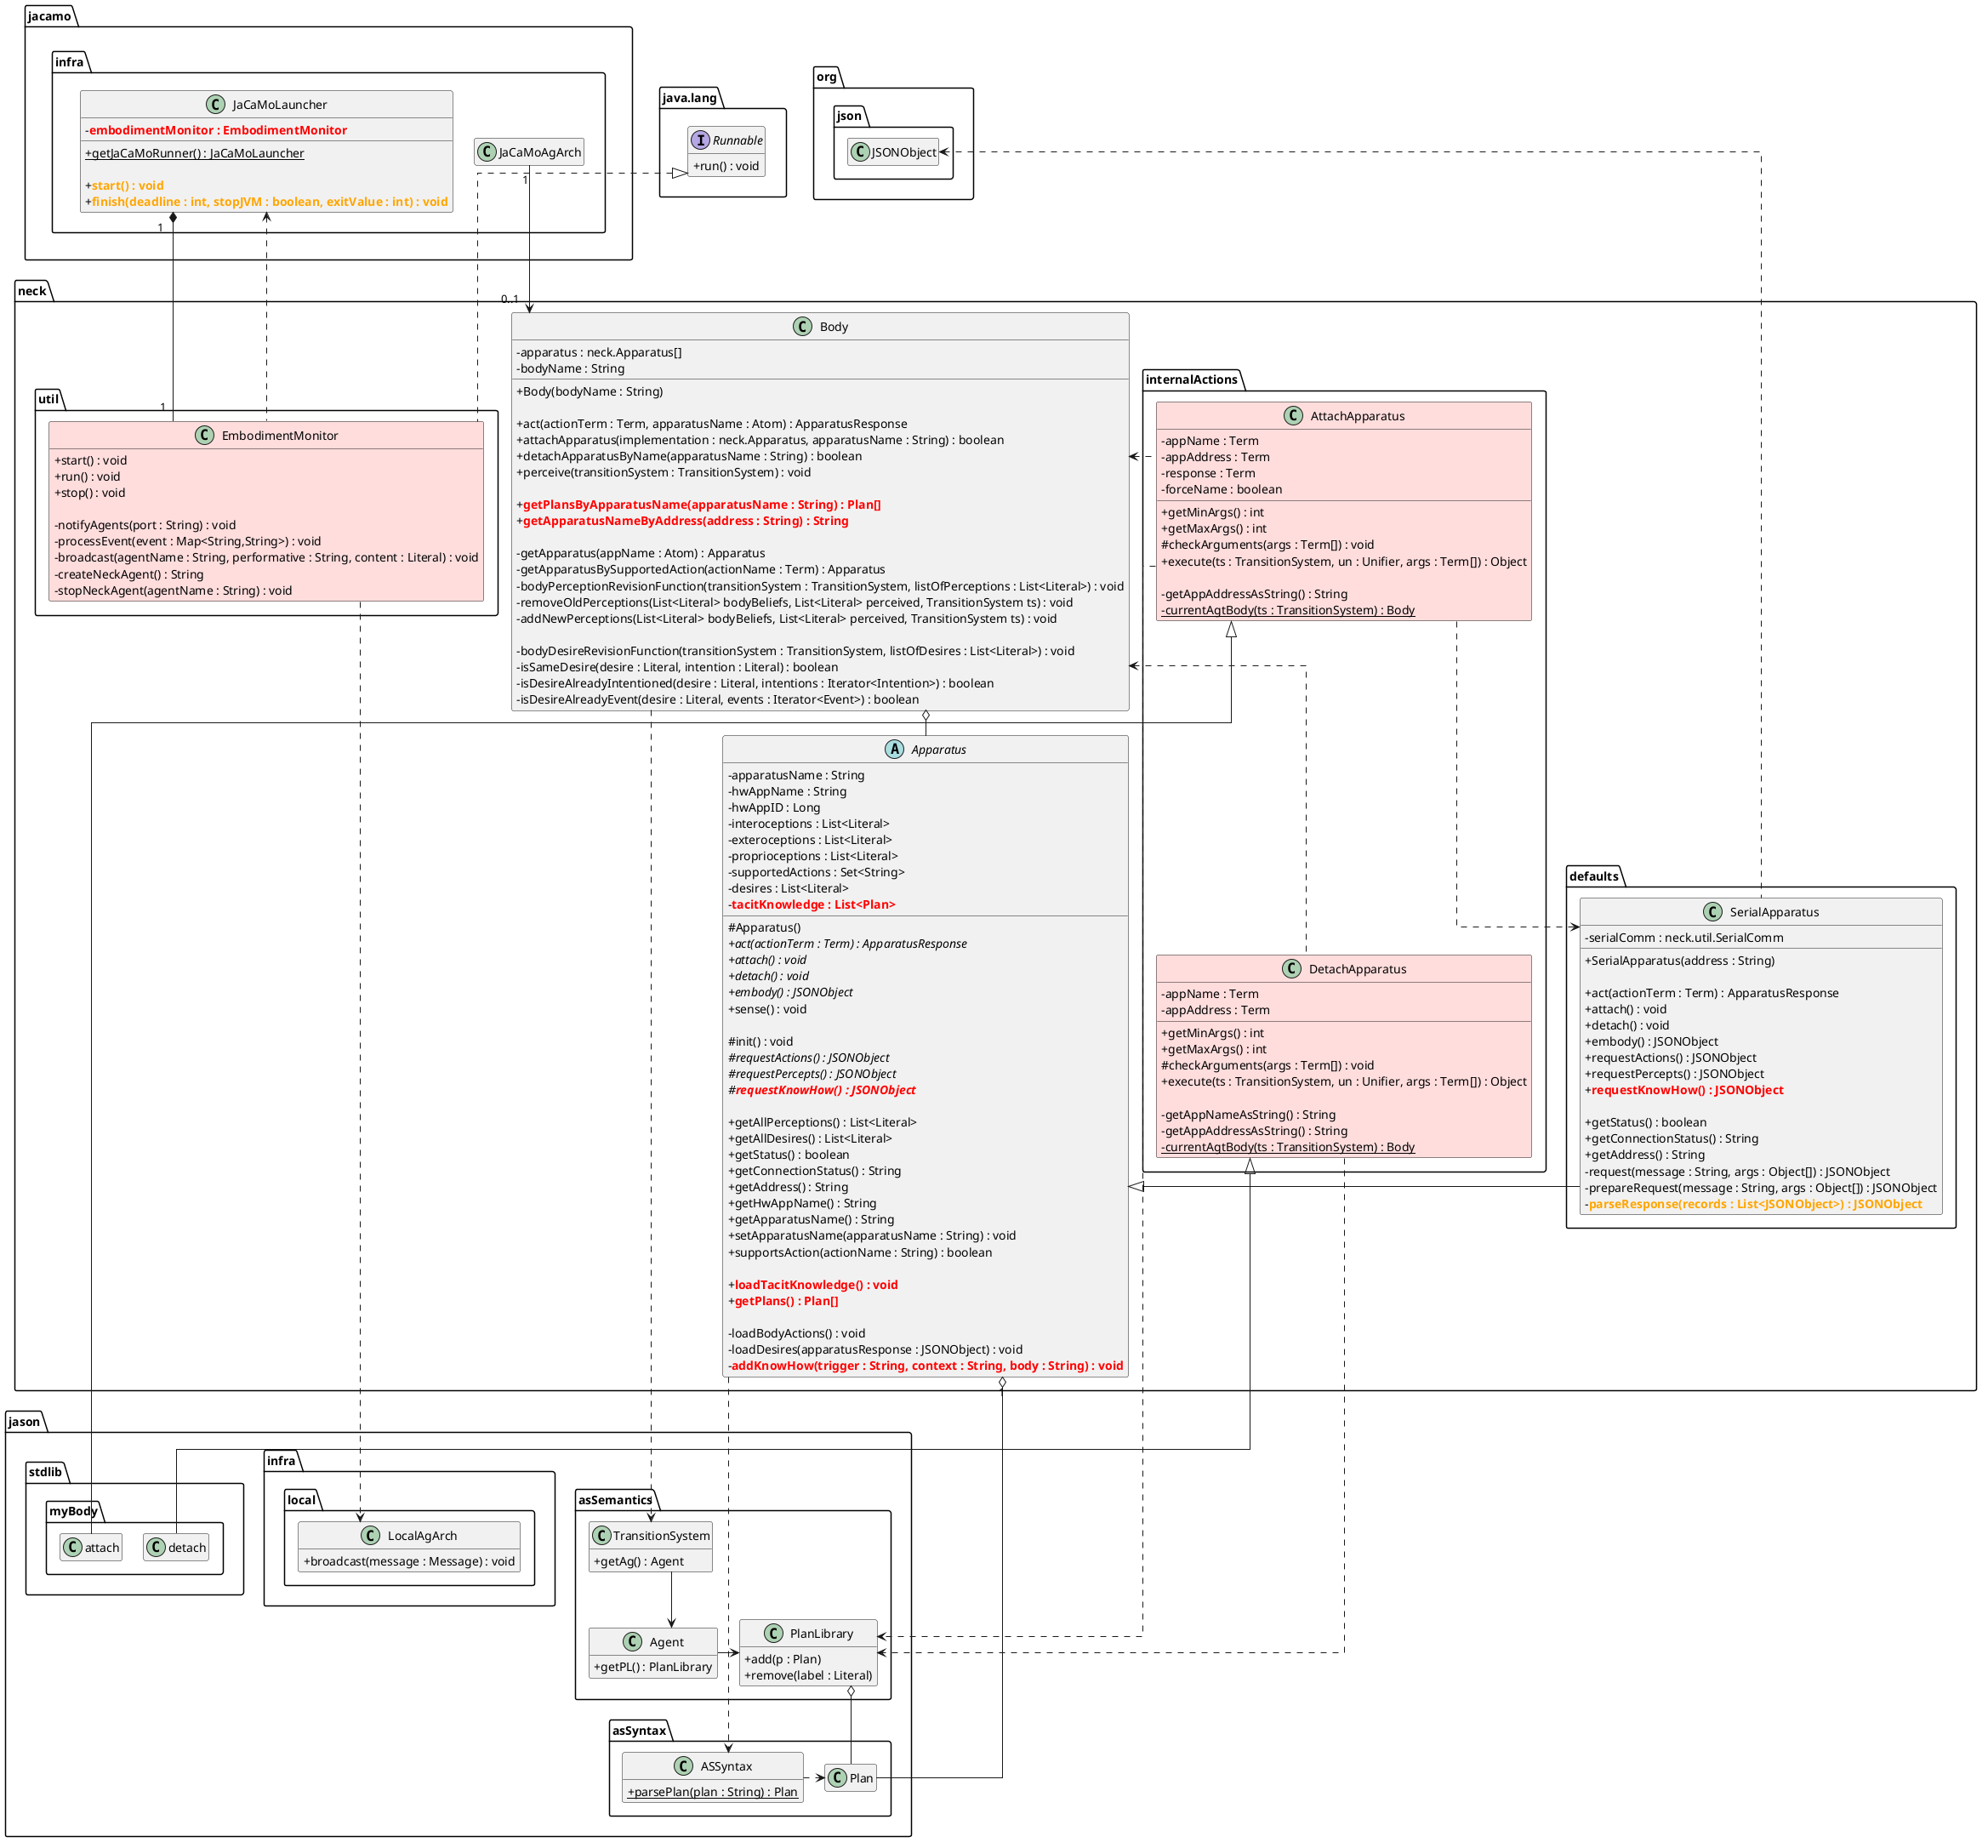 jacamo
infra
C JaCaMoLauncher
-embodimentMonitor : EmbodimentMonitor
+getJaCaMoRunner() : JaCaMoLauncher
+start() : void
+finish(deadline : int, stopJVM : boolean, exitValue : int) : void
C JaCaMoAgArch
java.lang
I Runnable
+run() : void
org
json
C JSONObject
1
1
0..1
1
neck
util
C EmbodimentMonitor
+start() : void
+run() : void
+stop() : void
-notifyAgents(port : String) : void
-processEvent(event : Map<String,String>) : void
-broadcast(agentName : String, performative : String, content : Literal) : void
-createNeckAgent() : String
-stopNeckAgent(agentName : String) : void
C Body
-apparatus : neck.Apparatus[]
-bodyName : String
+Body(bodyName : String)
+act(actionTerm : Term, apparatusName : Atom) : ApparatusResponse
+attachApparatus(implementation : neck.Apparatus, apparatusName : String) : boolean
+detachApparatusByName(apparatusName : String) : boolean
+perceive(transitionSystem : TransitionSystem) : void
+getPlansByApparatusName(apparatusName : String) : Plan[]
+getApparatusNameByAddress(address : String) : String
-getApparatus(appName : Atom) : Apparatus
-getApparatusBySupportedAction(actionName : Term) : Apparatus
-bodyPerceptionRevisionFunction(transitionSystem : TransitionSystem, listOfPerceptions : List<Literal>) : void
-removeOldPerceptions(List<Literal> bodyBeliefs, List<Literal> perceived, TransitionSystem ts) : void
-addNewPerceptions(List<Literal> bodyBeliefs, List<Literal> perceived, TransitionSystem ts) : void
-bodyDesireRevisionFunction(transitionSystem : TransitionSystem, listOfDesires : List<Literal>) : void
-isSameDesire(desire : Literal, intention : Literal) : boolean
-isDesireAlreadyIntentioned(desire : Literal, intentions : Iterator<Intention>) : boolean
-isDesireAlreadyEvent(desire : Literal, events : Iterator<Event>) : boolean
internalActions
C AttachApparatus
-appName : Term
-appAddress : Term
-response : Term
-forceName : boolean
+getMinArgs() : int
+getMaxArgs() : int
#checkArguments(args : Term[]) : void
+execute(ts : TransitionSystem, un : Unifier, args : Term[]) : Object
-getAppAddressAsString() : String
-currentAgtBody(ts : TransitionSystem) : Body
A Apparatus
-apparatusName : String
-hwAppName : String
-hwAppID : Long
-interoceptions : List<Literal>
-exteroceptions : List<Literal>
-proprioceptions : List<Literal>
-supportedActions : Set<String>
-desires : List<Literal>
-tacitKnowledge : List<Plan>
#Apparatus()
+act(actionTerm : Term) : ApparatusResponse
+attach() : void
+detach() : void
+embody() : JSONObject
+sense() : void
#init() : void
#requestActions() : JSONObject
#requestPercepts() : JSONObject
#requestKnowHow() : JSONObject
+getAllPerceptions() : List<Literal>
+getAllDesires() : List<Literal>
+getStatus() : boolean
+getConnectionStatus() : String
+getAddress() : String
+getHwAppName() : String
+getApparatusName() : String
+setApparatusName(apparatusName : String) : void
+supportsAction(actionName : String) : boolean
+loadTacitKnowledge() : void
+getPlans() : Plan[]
-loadBodyActions() : void
-loadDesires(apparatusResponse : JSONObject) : void
-addKnowHow(trigger : String, context : String, body : String) : void
1
C DetachApparatus
-appName : Term
-appAddress : Term
+getMinArgs() : int
+getMaxArgs() : int
#checkArguments(args : Term[]) : void
+execute(ts : TransitionSystem, un : Unifier, args : Term[]) : Object
-getAppNameAsString() : String
-getAppAddressAsString() : String
-currentAgtBody(ts : TransitionSystem) : Body
defaults
C SerialApparatus
-serialComm : neck.util.SerialComm
+SerialApparatus(address : String)
+act(actionTerm : Term) : ApparatusResponse
+attach() : void
+detach() : void
+embody() : JSONObject
+requestActions() : JSONObject
+requestPercepts() : JSONObject
+requestKnowHow() : JSONObject
+getStatus() : boolean
+getConnectionStatus() : String
+getAddress() : String
-request(message : String, args : Object[]) : JSONObject
-prepareRequest(message : String, args : Object[]) : JSONObject
-parseResponse(records : List<JSONObject>) : JSONObject
jason
stdlib
myBody
C attach
C detach
infra
local
C LocalAgArch
+broadcast(message : Message) : void
asSemantics
C TransitionSystem
+getAg() : Agent
C Agent
+getPL() : PlanLibrary
C PlanLibrary
+add(p : Plan)
+remove(label : Literal)
asSyntax
C ASSyntax
+parsePlan(plan : String) : Plan
C Plan